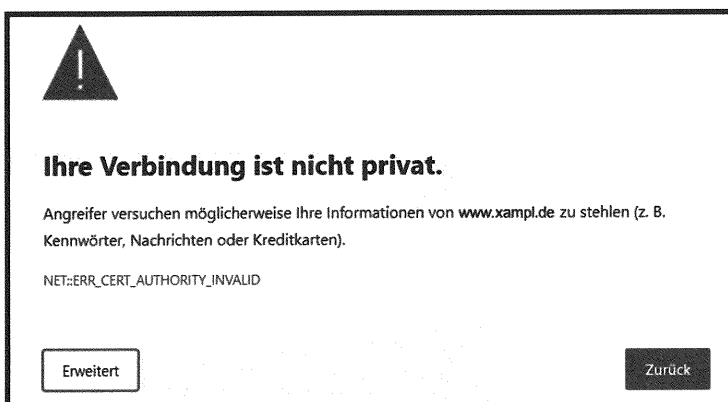 !
Ihre Verbindung ist nicht privat.
Angreifer versuchen möglicherweise Ihre Informationen von www.xampl.de zu stehlen (z. B.
Kennwörter, Nachrichten oder Kreditkarten).
NET::ERR_CERT_AUTHORITY_INVALID
Erweitert
Zurück